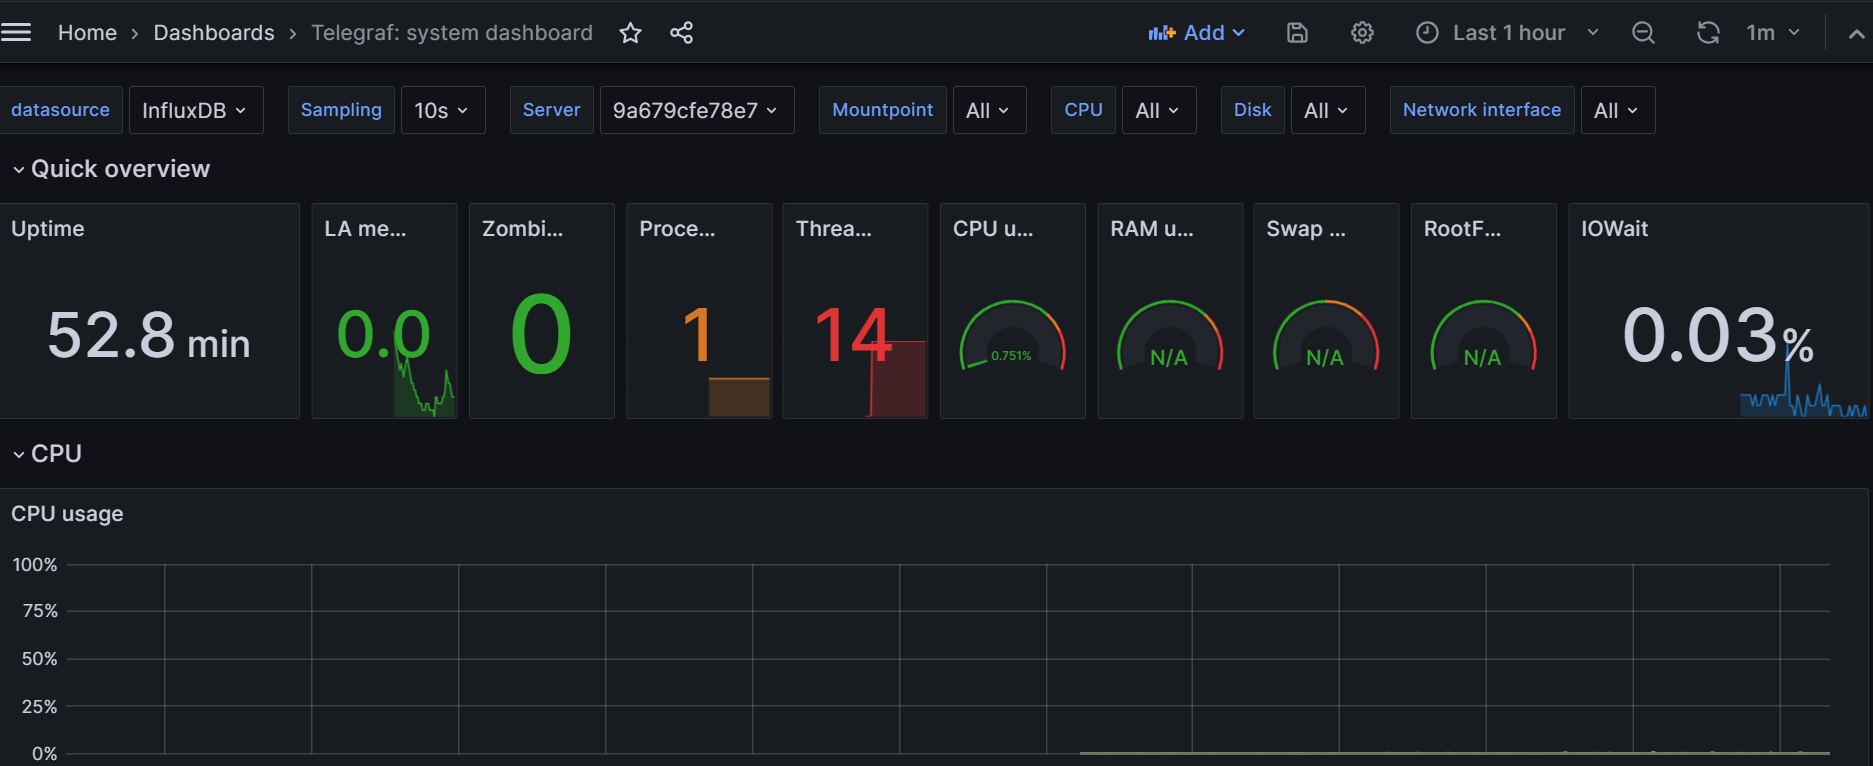 Home › Dashboards › Telegraf: system dashboard Add Last 1 hour 1m
datasource InfluxDB Sampling 10s Server 9a679cfe78e7 Mountpoint All CPU All Disk All Network interface All
Quick overview
Uptime LA me... Zombi... Proce... Threa... CPU u... RAM u... Swap ... RootF... IOWait
52.8 min 0.0 0 1 14 0.751% N/A N/A N/A 0.03%
CPU
CPU usage
100%
75%
50%
25%
0%